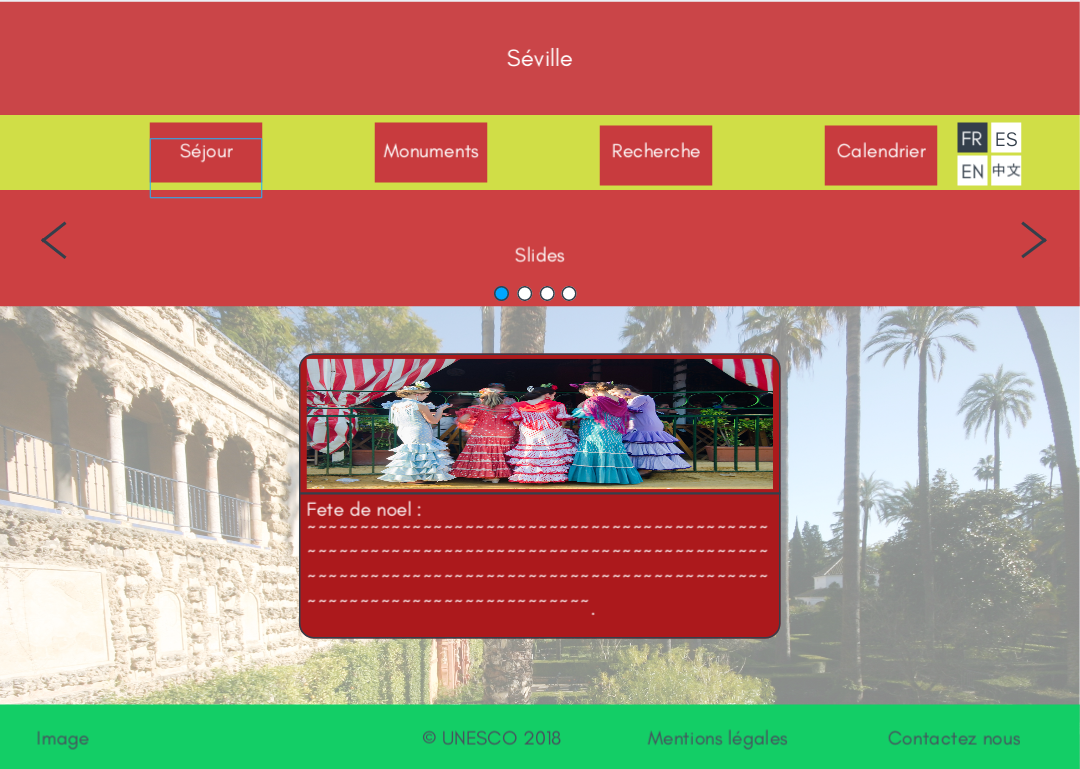 Séville
Séjour Monuments Recherche Calendrier FR ES
EN 中文
Slides
Fete de noel :
~~~~~~~~~~~~~~~~~~~~~~~~~~~~~~~~~~~~~~~~~~~~
~~~~~~~~~~~~~~~~~~~~~~~~~~~~~~~~~~~~~~~~~~~~
~~~~~~~~~~~~~~~~~~~~~~~~~~~~~~~~~~~~~~~~~~~~
~~~~~~~~~~~~~~~~~~~~~~~~~~~.
Image © UNESCO 2018 Mentions légales Contactez nous